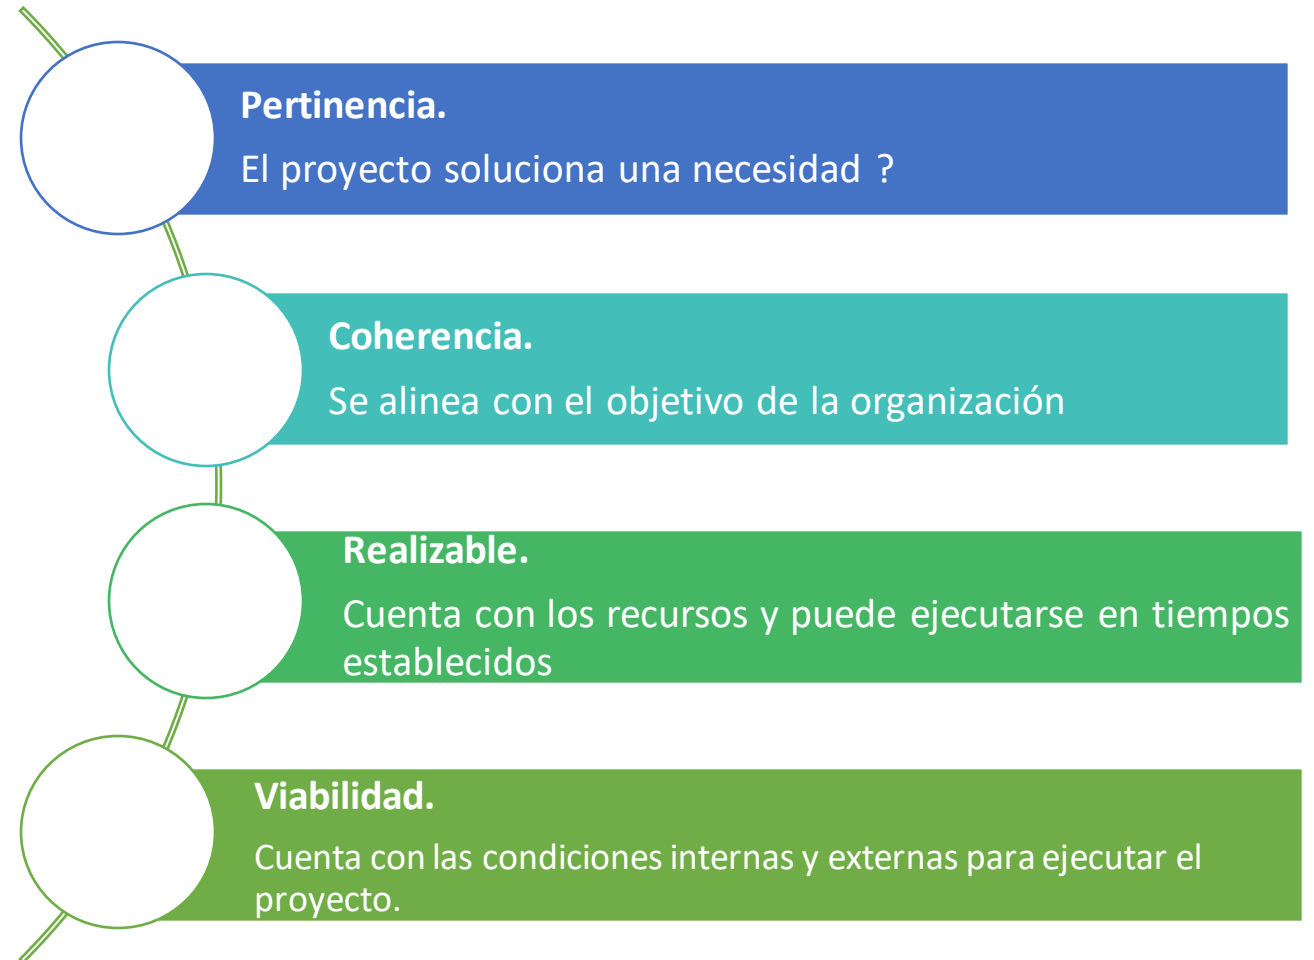 Pertinencia.
El proyecto soluciona una necesidad ?
Coherencia.
Se alinea con el objetivo de la organización
Realizable.
Cuenta con los recursos y puede ejecutarse en tiempos
establecidos
Viabilidad.
Cuenta con las condiciones internas y externas para ejecutar el
proyecto.